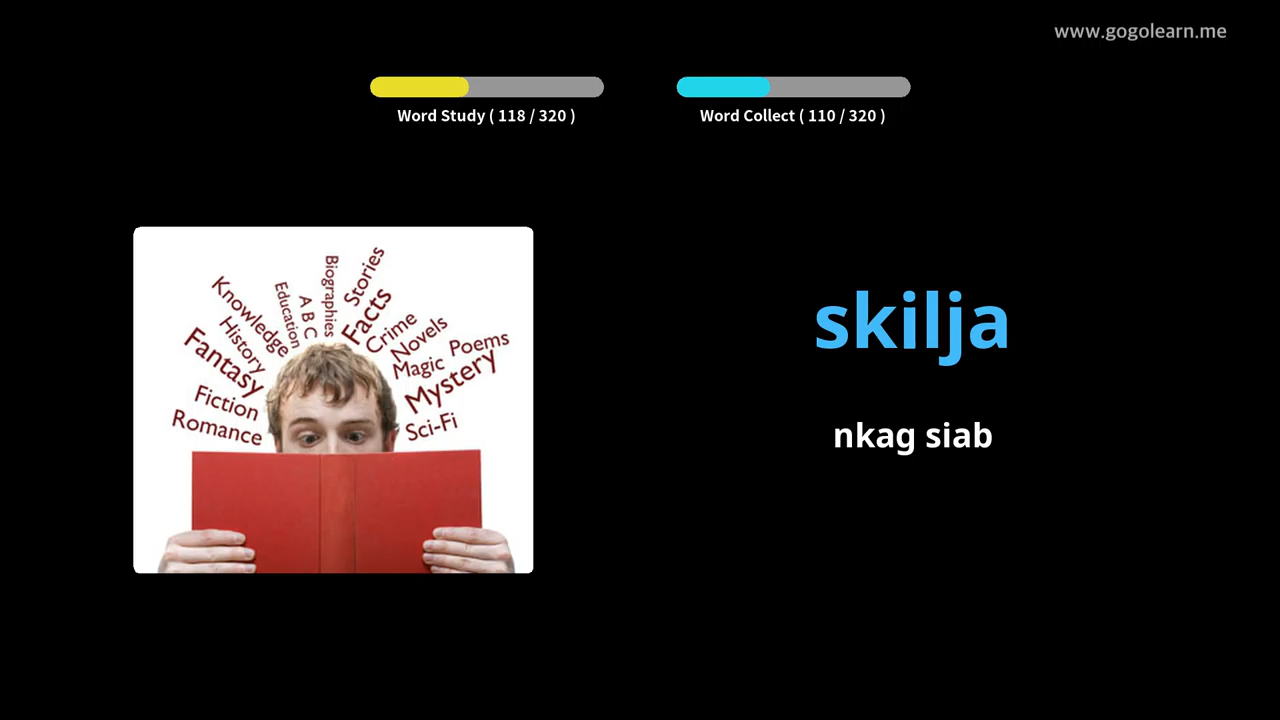 www.gogolearn.me
Word Study ( 118 / 320 )
Word Collect ( 110 / 320 )
Knowledge
History
Fantasy
Fiction
Romance
Education
A B C
Biographies
Stories
Facts
Crime
Novels
Magic
Poems
Mystery
Sci-Fi
skilja
nkag siab